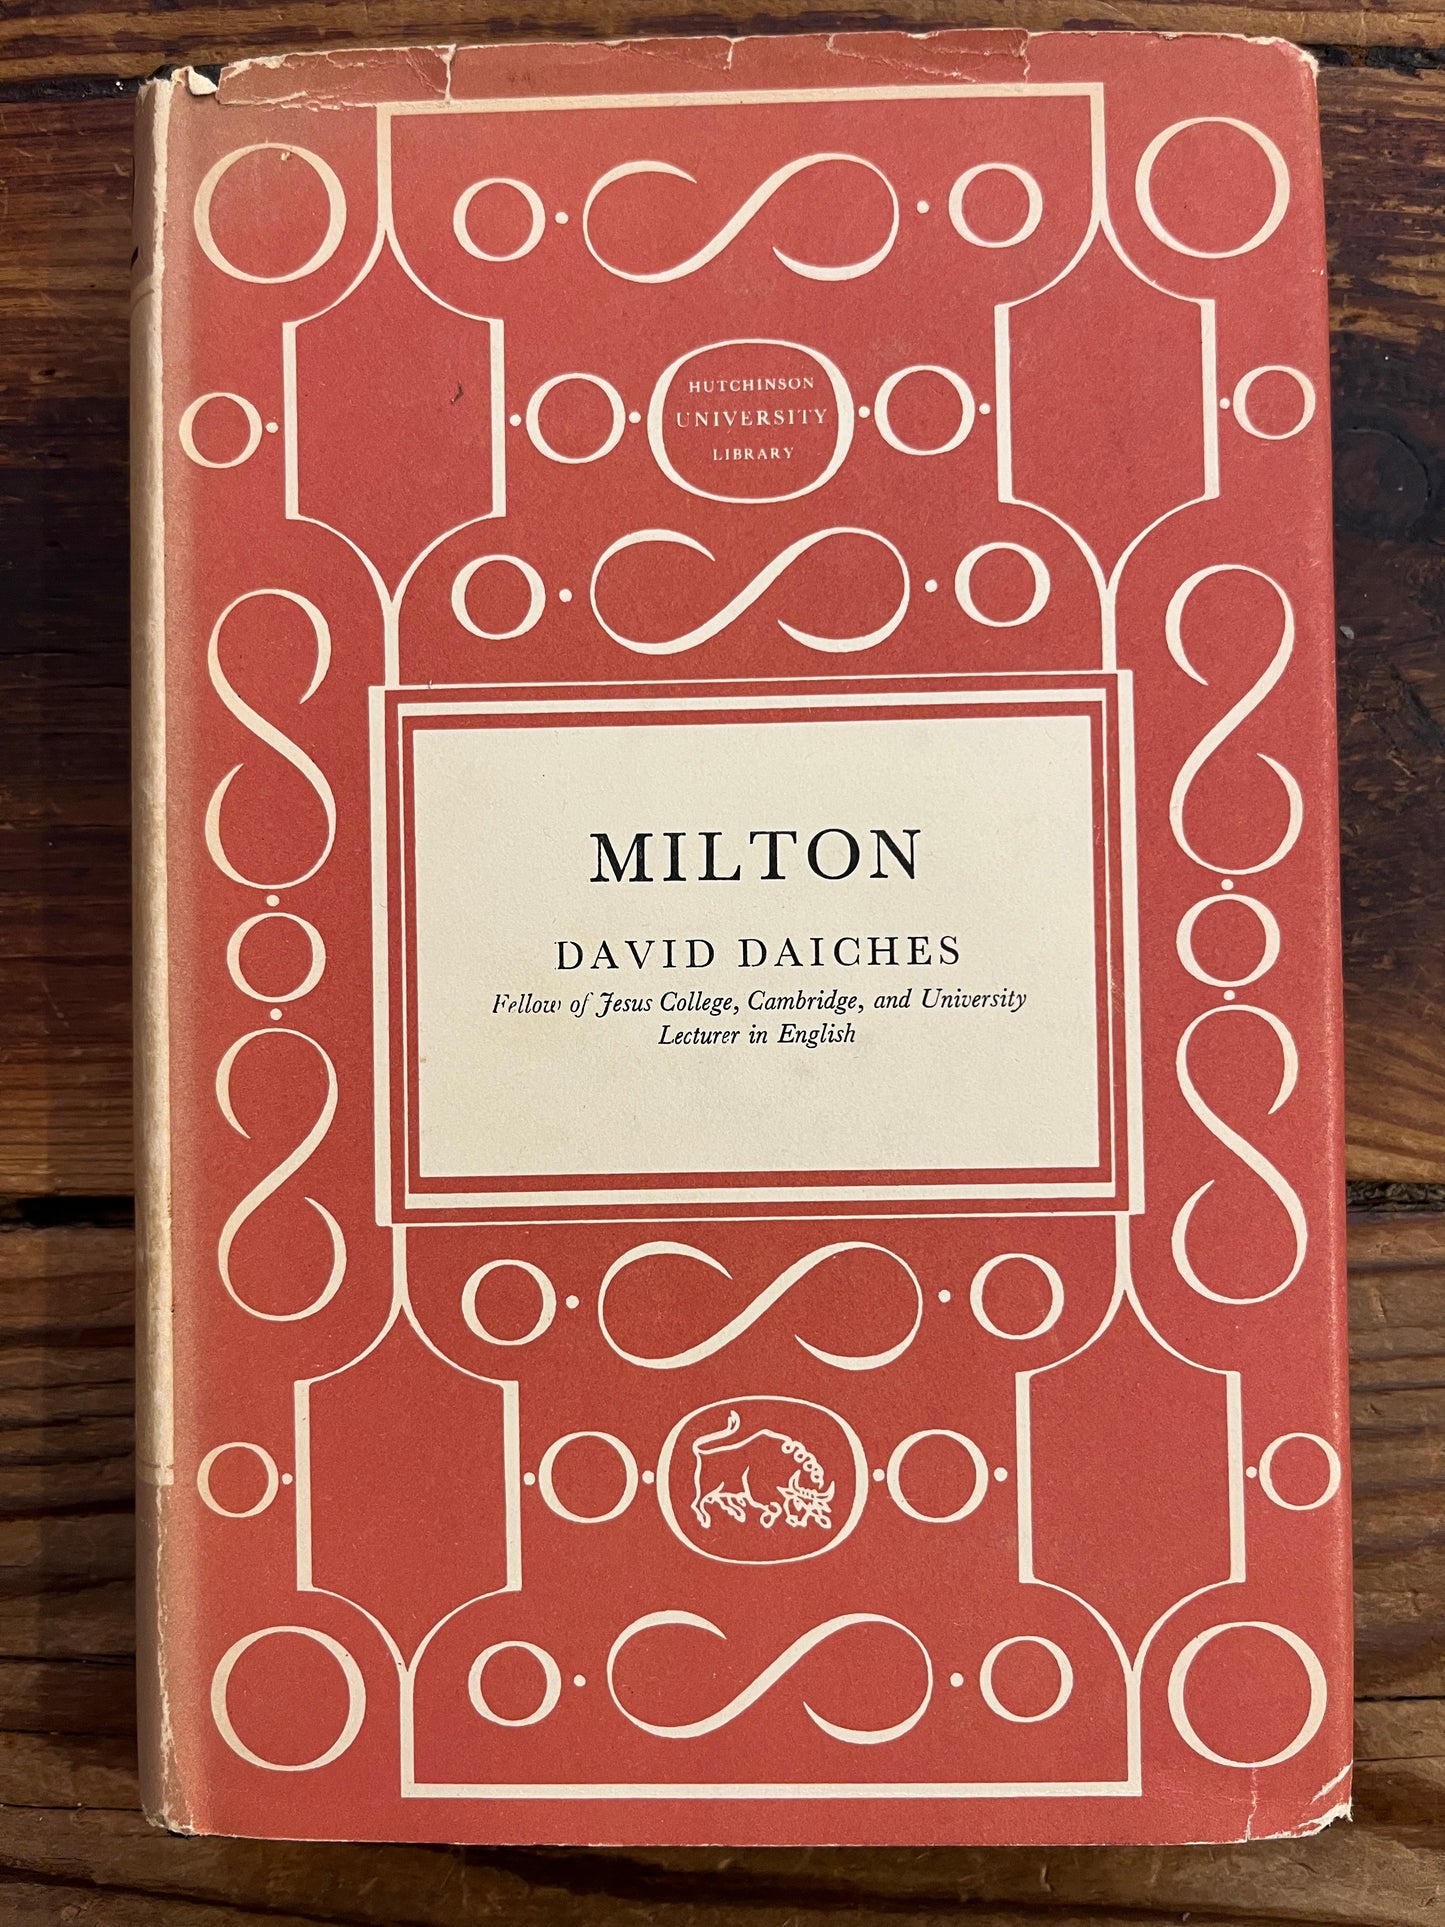 HUTCHINSON
UNIVERSITY
LIBRARY
MILTON
DAVID DAICHES
Fellow of Jesus College, Cambridge, and University
Lecturer in English